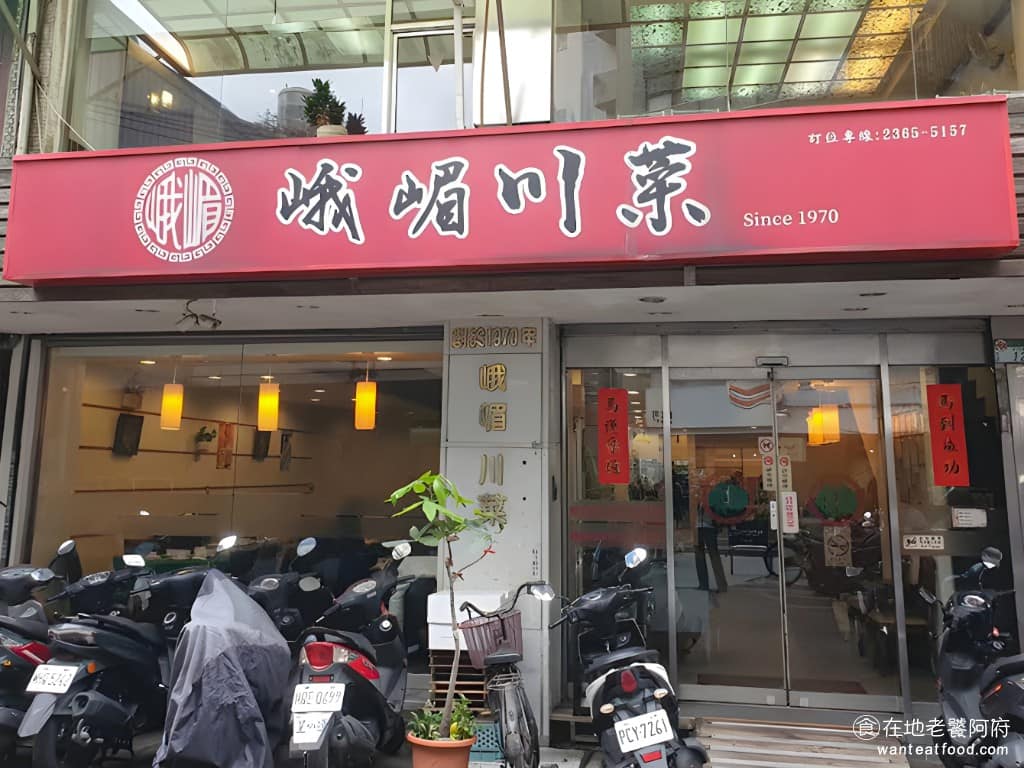 訂位專線:2365-5157
峨嵋
峨嵋川菜
Since 1970
創於1970年
峨嵋川菜
馬到成功
HQE 0699
PCY-7261
在地老饕阿府
wanteatfood.com